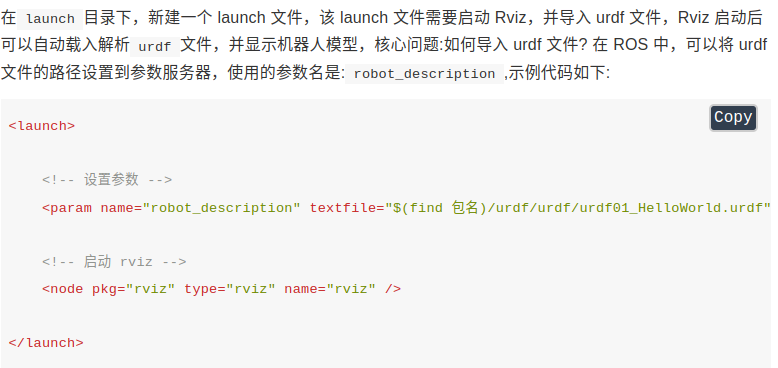 在 launch 目录下，新建一个 launch 文件，该 launch 文件需要启动 Rviz，并导入 urdf 文件，Rviz 启动后
可以自动载入解析 urdf 文件，并显示机器人模型，核心问题:如何导入 urdf 文件? 在 ROS 中，可以将 urdf
文件的路径设置到参数服务器，使用的参数名是: robot_description ,示例代码如下:
Copy
<launch>
<!-- 设置参数 -->
<param name="robot_description" textfile="$(find 包名)/urdf/urdf/urdf01_HelloWorld.urdf"
<!-- 启动 rviz -->
<node pkg="rviz" type="rviz" name="rviz" />
</launch>